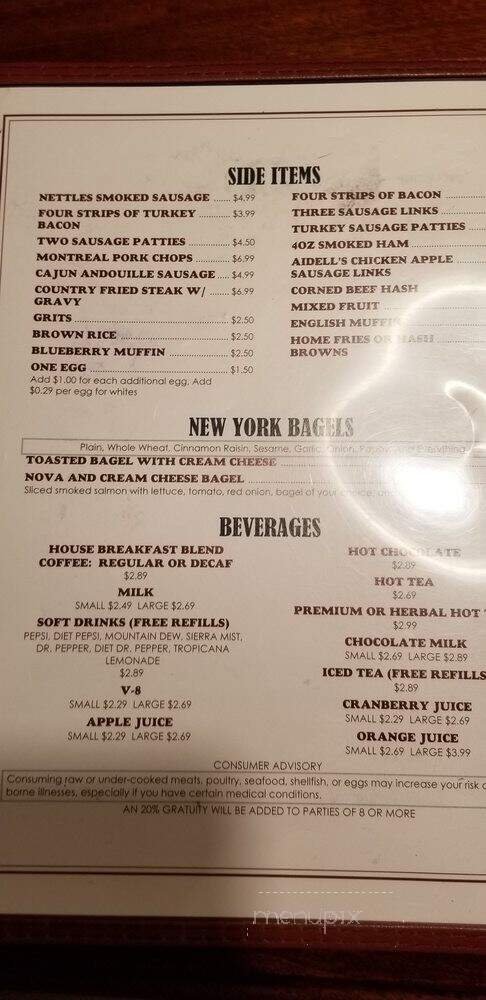 SIDE ITEMS
NETTLES SMOKED SAUSAGE ...... $4.99
FOUR STRIPS OF TURKEY .......... $3.99
BACON
TWO SAUSAGE PATTIES .............. $4.50
MONTREAL PORK CHOPS ........... $6.99
CAJUN ANDOUILLE SAUSAGE .... $4.99
COUNTRY FRIED STEAK W/ ...... $6.99
GRAVY
GRITS ................ $2.50
BROWN RICE ................ $2.50
BLUEBERRY MUFFIN ................ $2.50
ONE EGG ................ $1.50
Add $1.00 for each additional egg. Add
$0.29 per egg for whites
FOUR STRIPS OF BACON
THREE SAUSAGE LINKS
TURKEY SAUSAGE PATTIES
4OZ SMOKED HAM
AIDELL'S CHICKEN APPLE
SAUSAGE LINKS
CORNED BEEF HASH
MIXED FRUIT
ENGLISH MUFFIN
HOME FRIES OR HASH
BROWNS
NEW YORK BAGELS
Plain, Whole Wheat, Cinnamon Raisin, Sesame, Garlic, Onion, Poppy, and Everything
TOASTED BAGEL WITH CREAM CHEESE
NOVA AND CREAM CHEESE BAGEL
Sliced smoked salmon with lettuce, tomato, red onion, bagel of your choice,
BEVERAGES
HOUSE BREAKFAST BLEND
COFFEE: REGULAR OR DECAF
$2.89
MILK
SMALL $2.49 LARGE $2.69
SOFT DRINKS (FREE REFILLS)
PEPSI, DIET PEPSI, MOUNTAIN DEW, SIERRA MIST,
DR. PEPPER, DIET DR. PEPPER, TROPICANA
LEMONADE
$2.89
V-8
SMALL $2.29 LARGE $2.69
APPLE JUICE
SMALL $2.29 LARGE $2.69
HOT CHOCOLATE
$2.89
HOT TEA
$2.69
PREMIUM OR HERBAL HOT
$2.99
CHOCOLATE MILK
SMALL $2.69 LARGE $2.89
ICED TEA (FREE REFILLS
$2.89
CRANBERRY JUICE
SMALL $2.29 LARGE $2.69
ORANGE JUICE
SMALL $2.69 LARGE $3.99
CONSUMER ADVISORY
Consuming raw or under-cooked meats, poultry, seafood, shellfish, or eggs may increase your risk
borne illnesses, especially if you have certain medical conditions.
AN 20% GRATUITY WILL BE ADDED TO PARTIES OF 8 OR MORE
menupix